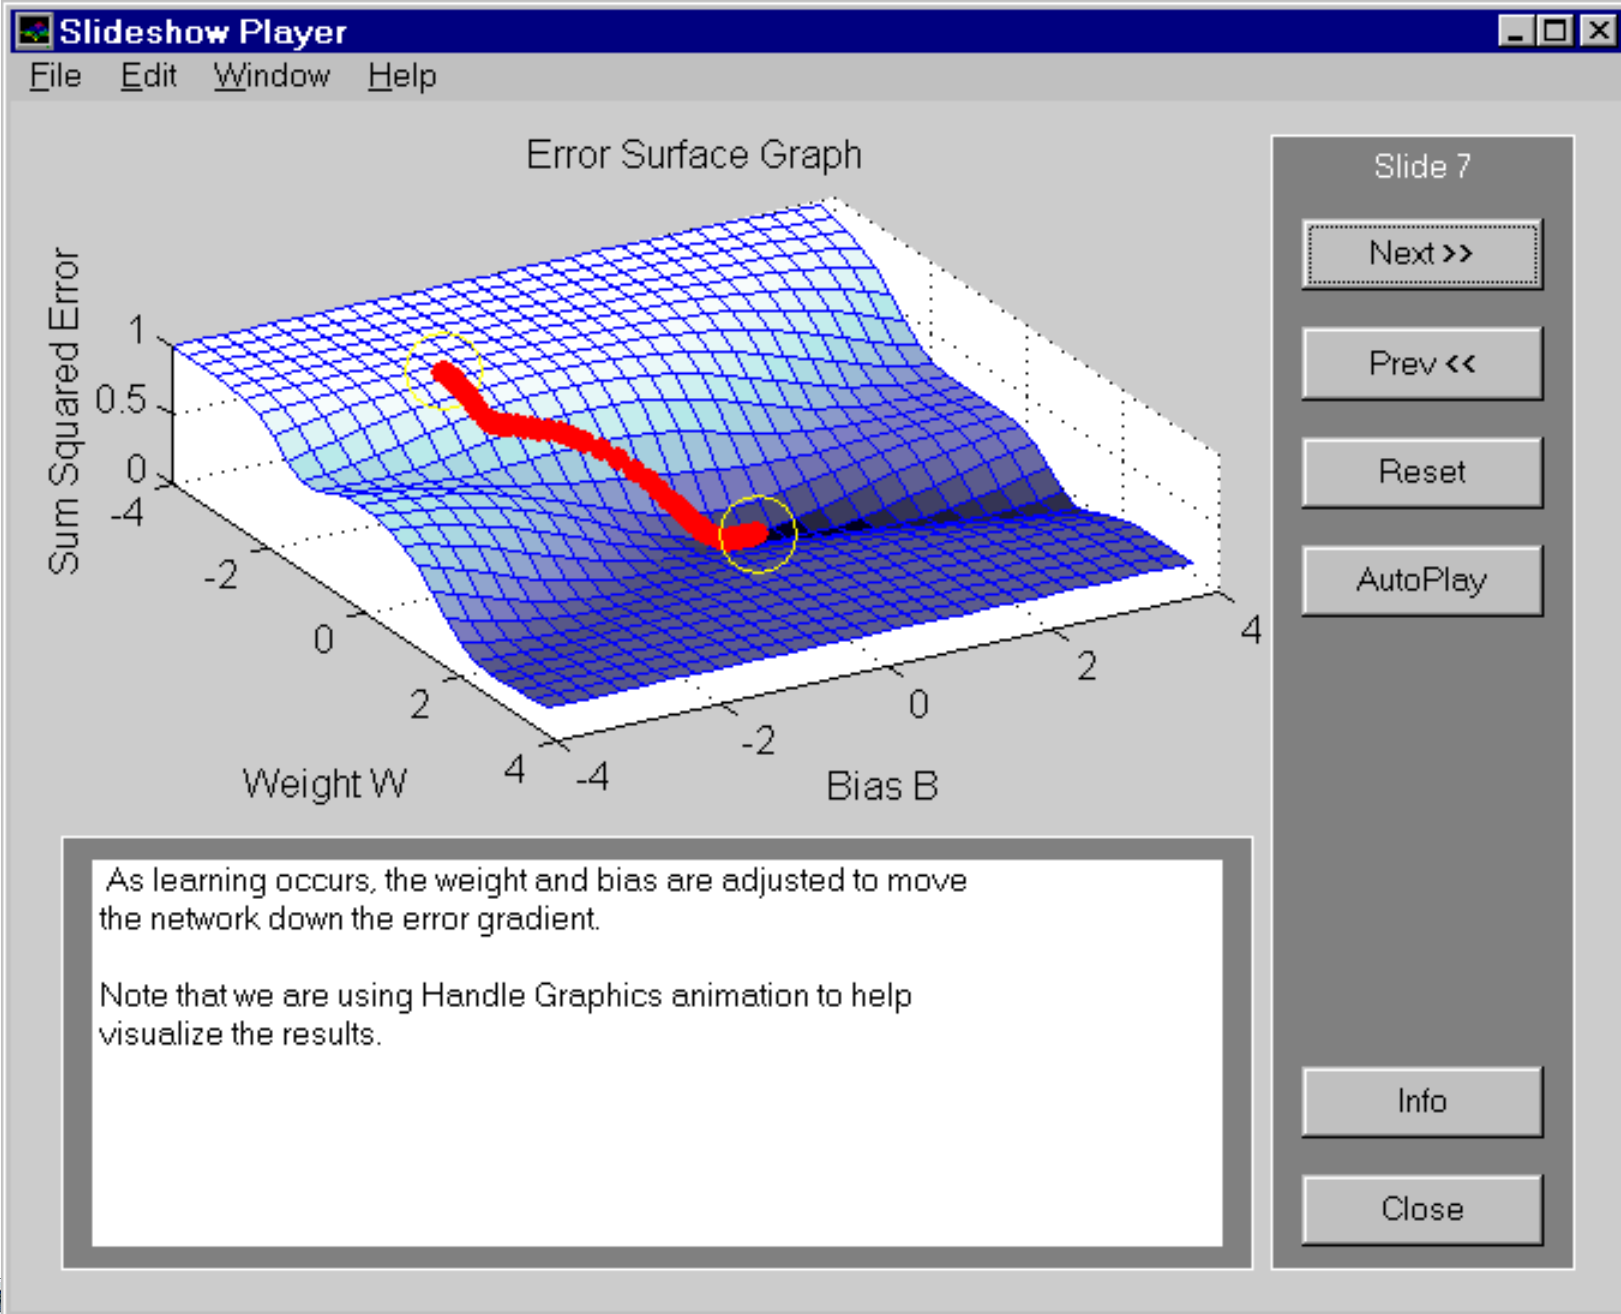 Slideshow Player
File Edit Window Help
Error Surface Graph
Sum Squared Error
1
0.5
0
-4
-2
0
2
4
Weight W
-4
-2
0
2
4
Bias B
Slide 7
Next >>
Prev <<
Reset
AutoPlay
Info
Close
As learning occurs, the weight and bias are adjusted to move
the network down the error gradient.
Note that we are using Handle Graphics animation to help
visualize the results.